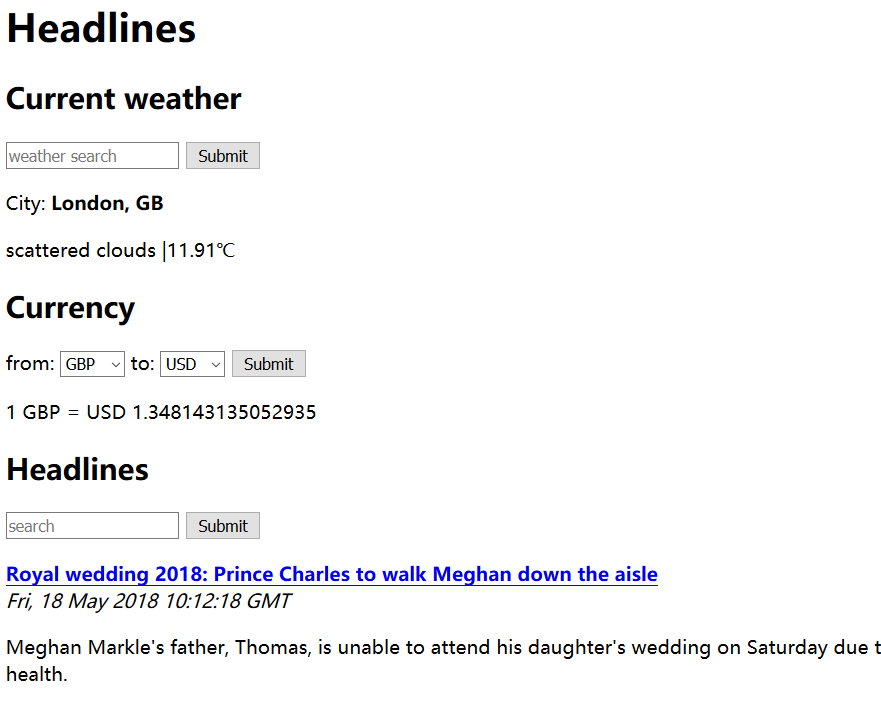 Headlines
Current weather
weather search Submit
City: London, GB
scattered clouds |11.91℃
Currency
from: GBP to: USD Submit
1 GBP = USD 1.348143135052935
Headlines
search Submit
Royal wedding 2018: Prince Charles to walk Meghan down the aisle
Fri, 18 May 2018 10:12:18 GMT
Meghan Markle's father, Thomas, is unable to attend his daughter's wedding on Saturday due
health.